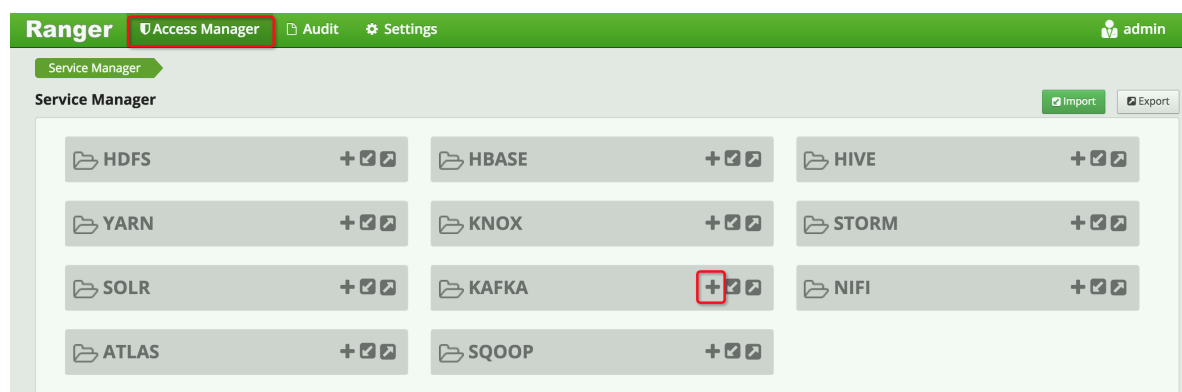 Ranger Access Manager Audit Settings admin
Service Manager
Service Manager Import Export
HDFS HBASE HIVE
YARN KNOX STORM
SOLR KAFKA NIFI
ATLAS SQOOP